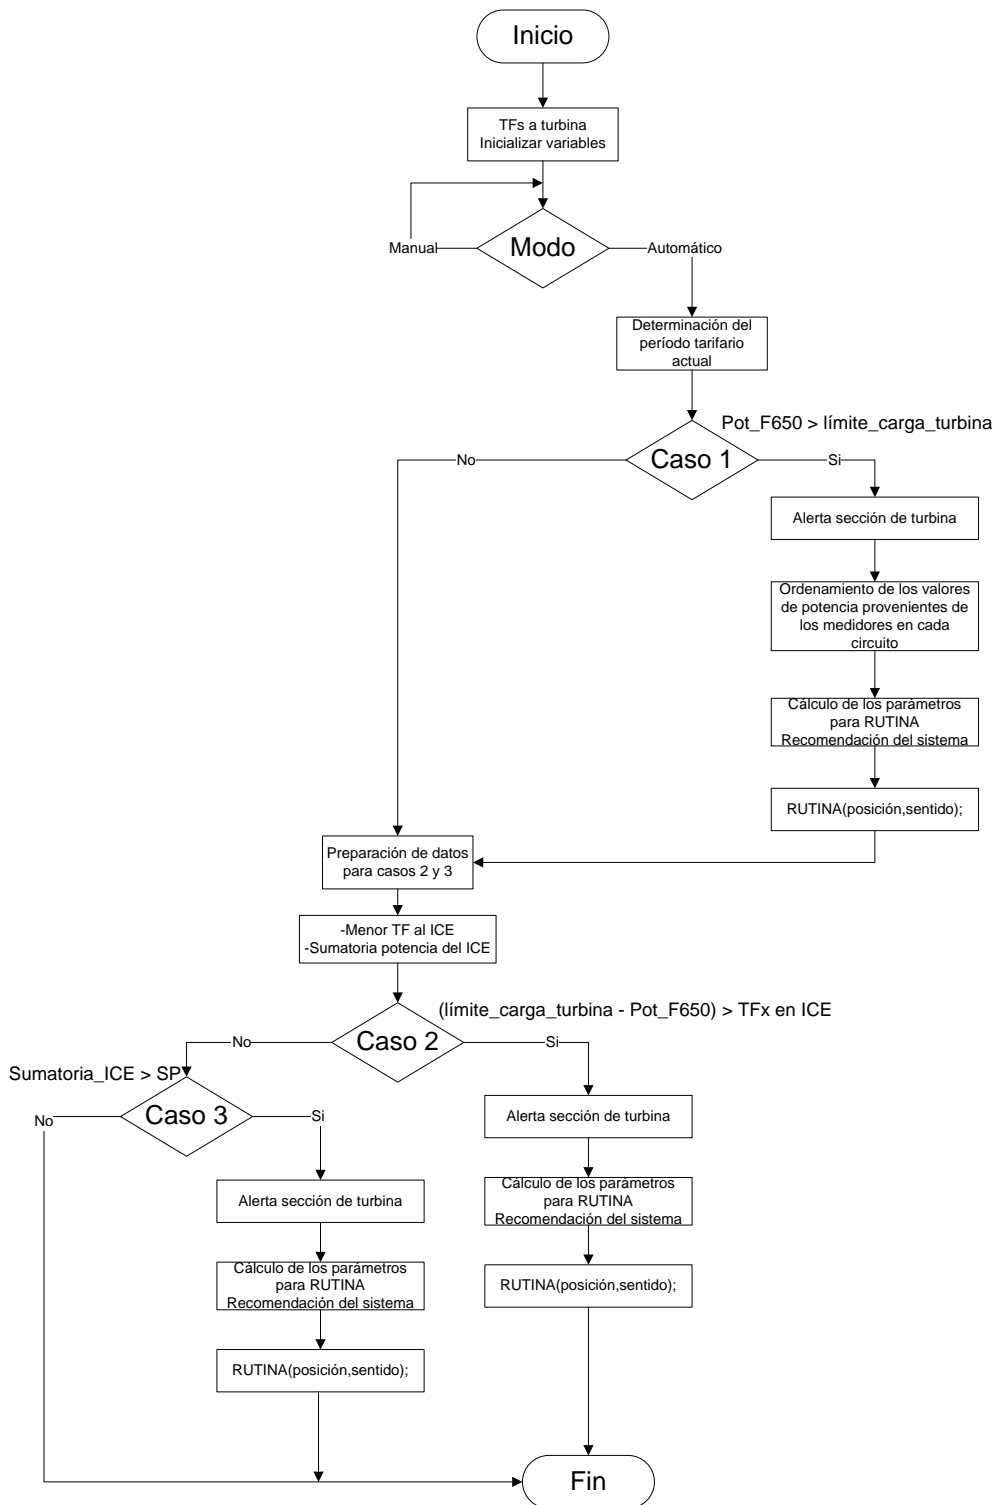 Inicio
TFs a turbina
Inicializar variables
Manual
Modo
Automático
Determinación del
período tarifario
actual
Pot_F650 > límite_carga_turbina
No
Caso 1
Si
Alerta sección de turbina
Ordenamiento de los valores
de potencia provenientes de
los medidores en cada
circuito
Cálculo de los parámetros
para RUTINA
Recomendación del sistema
RUTINA(posición,sentido);
Preparación de datos
para casos 2 y 3
-Menor TF al ICE
-Sumatoria potencia del ICE
(límite_carga_turbina - Pot_F650) > TFx en ICE
No
Caso 2
Si
Sumatoria_ICE > SP
No
Caso 3
Si
Alerta sección de turbina
Cálculo de los parámetros
para RUTINA
Recomendación del sistema
RUTINA(posición,sentido);
Alerta sección de turbina
Cálculo de los parámetros
para RUTINA
Recomendación del sistema
RUTINA(posición,sentido);
Fin